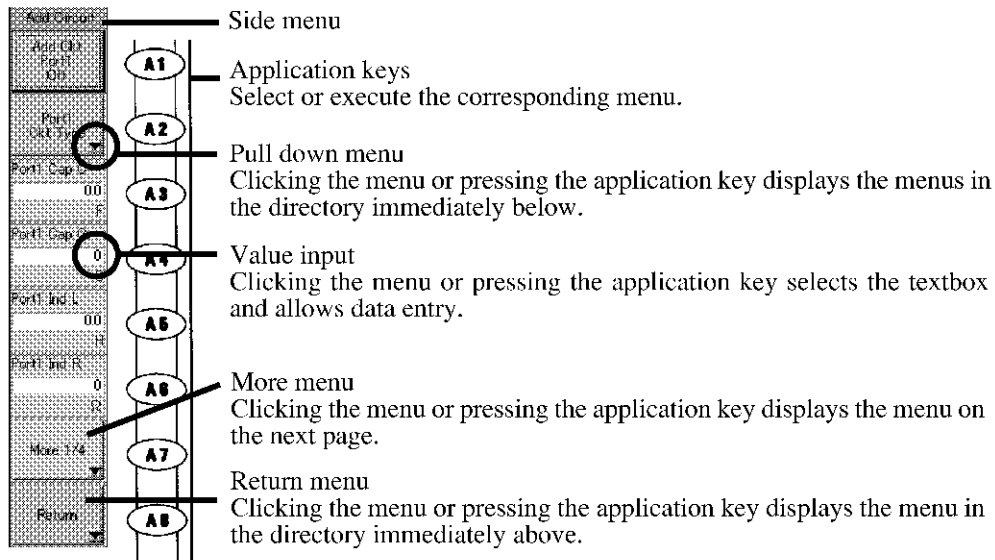 Add Circuit
Side menu
Add Ckt
Port1
A1
Application keys
Select or execute the corresponding menu.
Port1
Ckt Type
A2
Pull down menu
Clicking the menu or pressing the application key displays the menus in
the directory immediately below.
Port1 Cap
0.0
F
A3
Port1 Cap
0
A4
Value input
Clicking the menu or pressing the application key selects the textbox
and allows data entry.
Port1 Ind L
0.0
H
A5
Port1 Ind R
0
A6
More menu
Clicking the menu or pressing the application key displays the menu on
the next page.
More 1/4
A7
Return menu
Clicking the menu or pressing the application key displays the menu in
the directory immediately above.
Return
A8